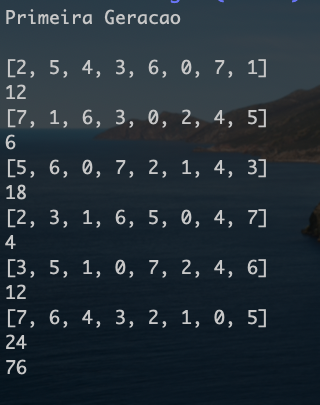 Primeira Geracao
[2, 5, 4, 3, 6, 0, 7, 1]
12
[7, 1, 6, 3, 0, 2, 4, 5]
6
[5, 6, 0, 7, 2, 1, 4, 3]
18
[2, 3, 1, 6, 5, 0, 4, 7]
4
[3, 5, 1, 0, 7, 2, 4, 6]
12
[7, 6, 4, 3, 2, 1, 0, 5]
24
76